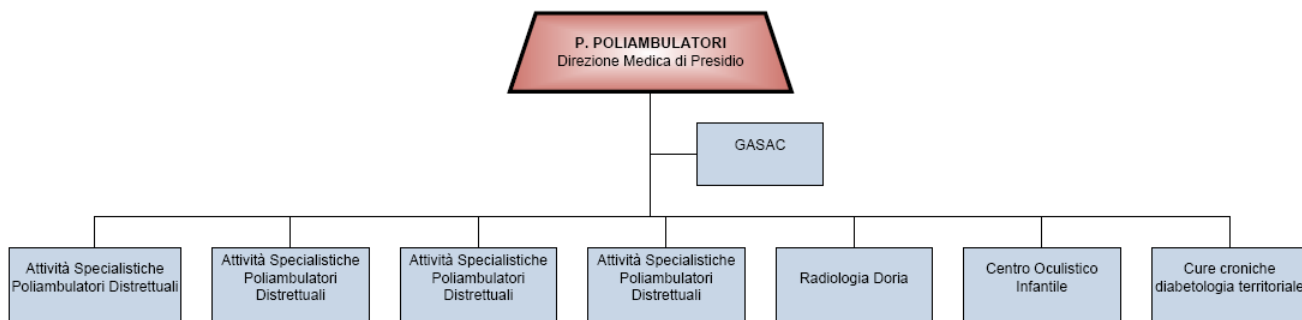 P. POLIAMBULATORI
Direzione Medica di Presidio
GASAC
Attività Specialistiche
Poliambulatori Distrettuali
Attività Specialistiche
Poliambulatori
Distrettuali
Attività Specialistiche
Poliambulatori
Distrettuali
Attività Specialistiche
Poliambulatori
Distrettuali
Radiologia Doria
Centro Oculistico
Infantile
Cure croniche
diabetologia territoriale